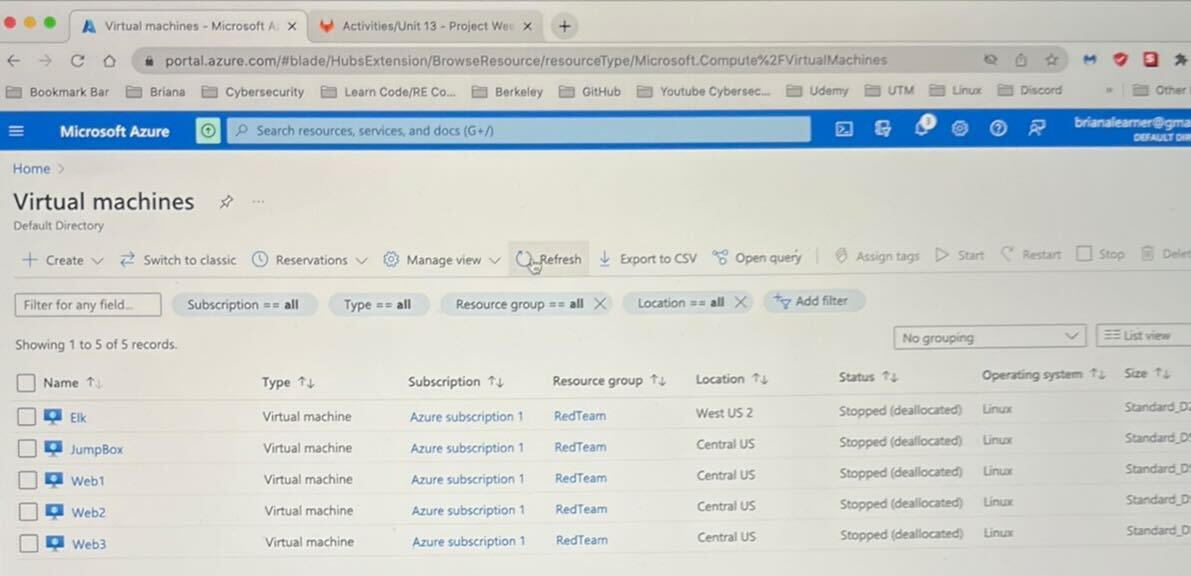 Virtual machines - Microsoft A
Activities/Unit 13 - Project Wee
portal.azure.com/#blade/HubsExtension/BrowseResource/resourceType/Microsoft.Compute%2FVirtualMachines
Bookmark Bar Briana Cybersecurity Learn Code/RE Co... Berkeley GitHub Youtube Cybersec... Udemy UTM Linux Discord » Other
Microsoft Azure Search resources, services, and docs (G+/) 3 brianalearner@gma
DEFAULT DIR
Home >
Virtual machines ...
Default Directory
+ Create Switch to classic Reservations Manage view Refresh Export to CSV Open query Assign tags Start Restart Stop Delet
Filter for any field... Subscription == all Type == all Resource group == all Location == all Add filter
Showing 1 to 5 of 5 records. No grouping List view
Name Type Subscription Resource group Location Status Operating system Size
Elk Virtual machine Azure subscription 1 RedTeam West US 2 Stopped (deallocated) Linux Standard_D2
JumpBox Virtual machine Azure subscription 1 RedTeam Central US Stopped (deallocated) Linux Standard_DS
Web1 Virtual machine Azure subscription 1 RedTeam Central US Stopped (deallocated) Linux Standard_DS
Web2 Virtual machine Azure subscription 1 RedTeam Central US Stopped (deallocated) Linux Standard_DS
Web3 Virtual machine Azure subscription 1 RedTeam Central US Stopped (deallocated) Linux Standard_D